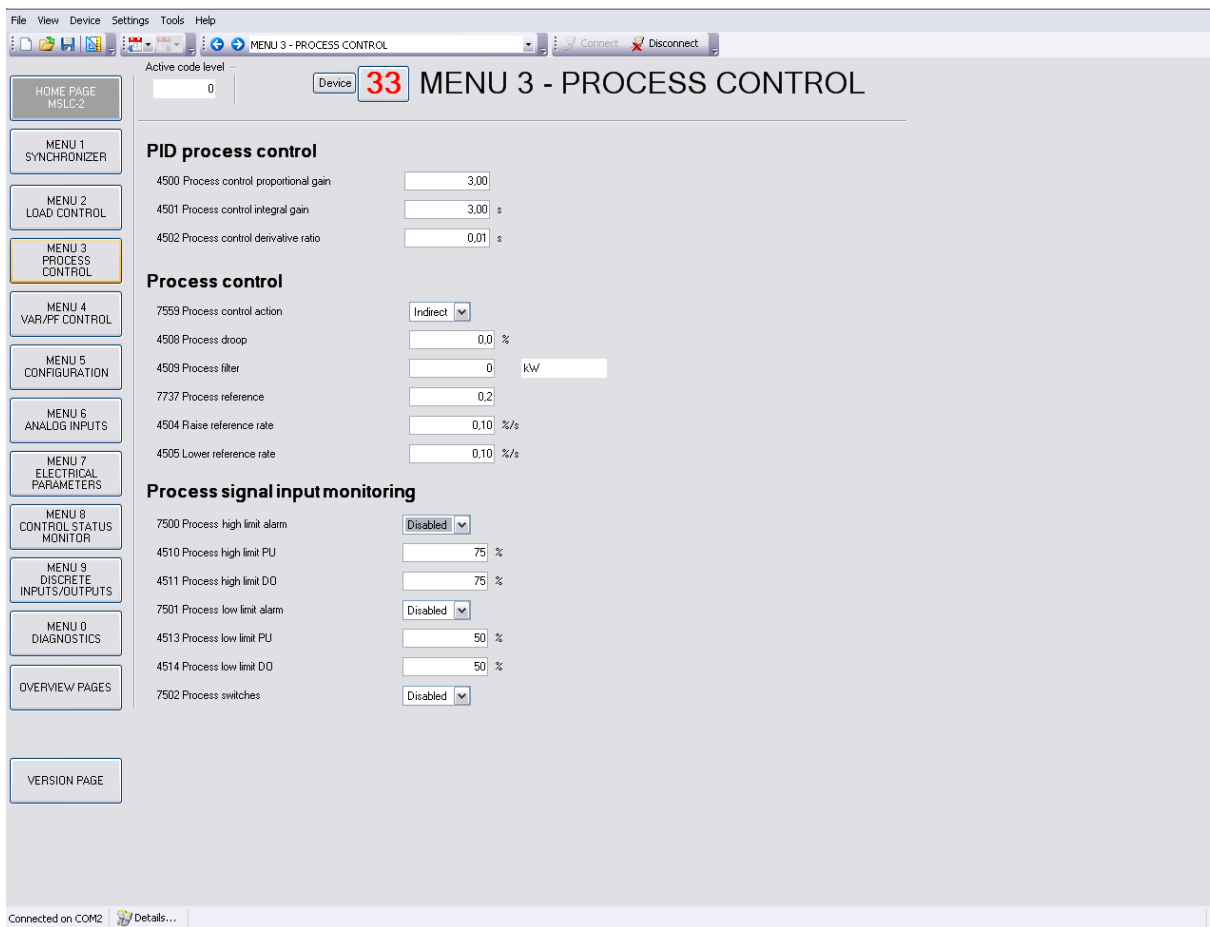 File View Device Settings Tools Help
MENU 3 - PROCESS CONTROL
Connect
Disconnect
Active code level
0
Device 33 MENU 3 - PROCESS CONTROL
HOME PAGE
MSLC-2
MENU 1
SYNCHRONIZER
MENU 2
LOAD CONTROL
MENU 3
PROCESS
CONTROL
MENU 4
VAR/PF CONTROL
MENU 5
CONFIGURATION
MENU 6
ANALOG INPUTS
MENU 7
ELECTRICAL
PARAMETERS
MENU 8
CONTROL STATUS
MONITOR
MENU 9
DISCRETE
INPUTS/OUTPUTS
MENU 0
DIAGNOSTICS
OVERVIEW PAGES
VERSION PAGE
PID process control
4500 Process control proportional gain 3,00
4501 Process control integral gain 3,00 s
4502 Process control derivative ratio 0,01 s
Process control
7559 Process control action Indirect
4508 Process droop 0,0 %
4509 Process filter 0 kW
7737 Process reference 0,2
4504 Raise reference rate 0,10 %/s
4505 Lower reference rate 0,10 %/s
Process signal input monitoring
7500 Process high limit alarm Disabled
4510 Process high limit PU 75 %
4511 Process high limit DO 75 %
7501 Process low limit alarm Disabled
4513 Process low limit PU 50 %
4514 Process low limit DO 50 %
7502 Process switches Disabled
Connected on COM2 Details...